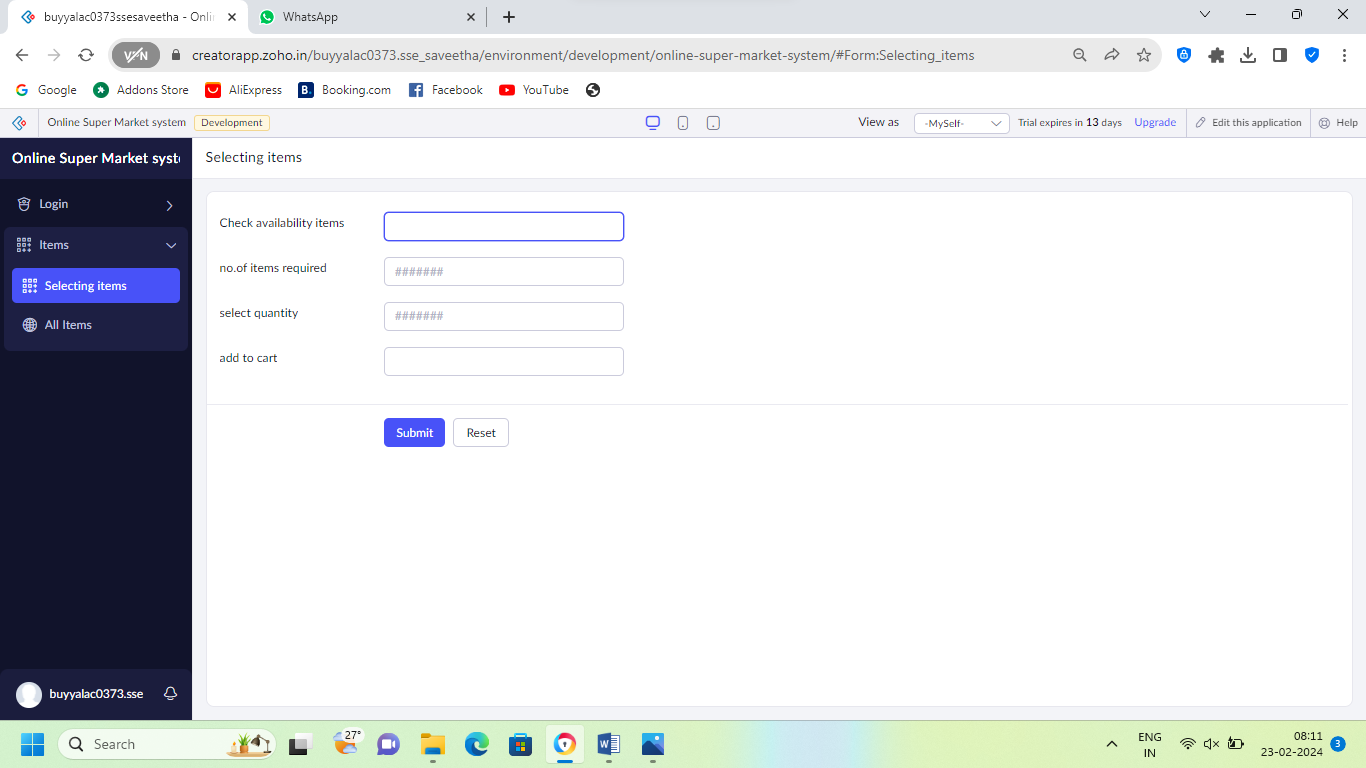 buyyalac0373ssesaveetha - Onli
WhatsApp
VPN
creatorapp.zoho.in/buyyalac0373.sse_saveetha/environment/development/online-super-market-system/#Form:Selecting_items
Google
Addons Store
AliExpress
B.
Booking.com
Facebook
YouTube
Online Super Market system
Development
View as
-MySelf-
Trial expires in 13 days
Upgrade
Edit this application
Help
Online Super Market syst
Selecting items
Login
Items
Selecting items
All Items
Check availability items
no.of items required
#######
select quantity
#######
add to cart
Submit
Reset
buyyalac0373.sse
Search
27°
ENG
IN
08:11
23-02-2024
3